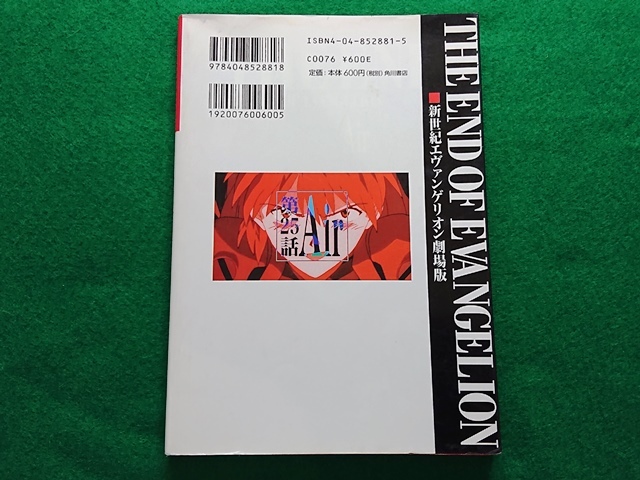 ISBN4-04-852881-5
C0076 ¥600E
定価:本体600円(税別) 角川書店
9784048528818
1920076006005
第25話
Air
THE END OF EVANGELION
■新世紀エヴァンゲリオン劇場版